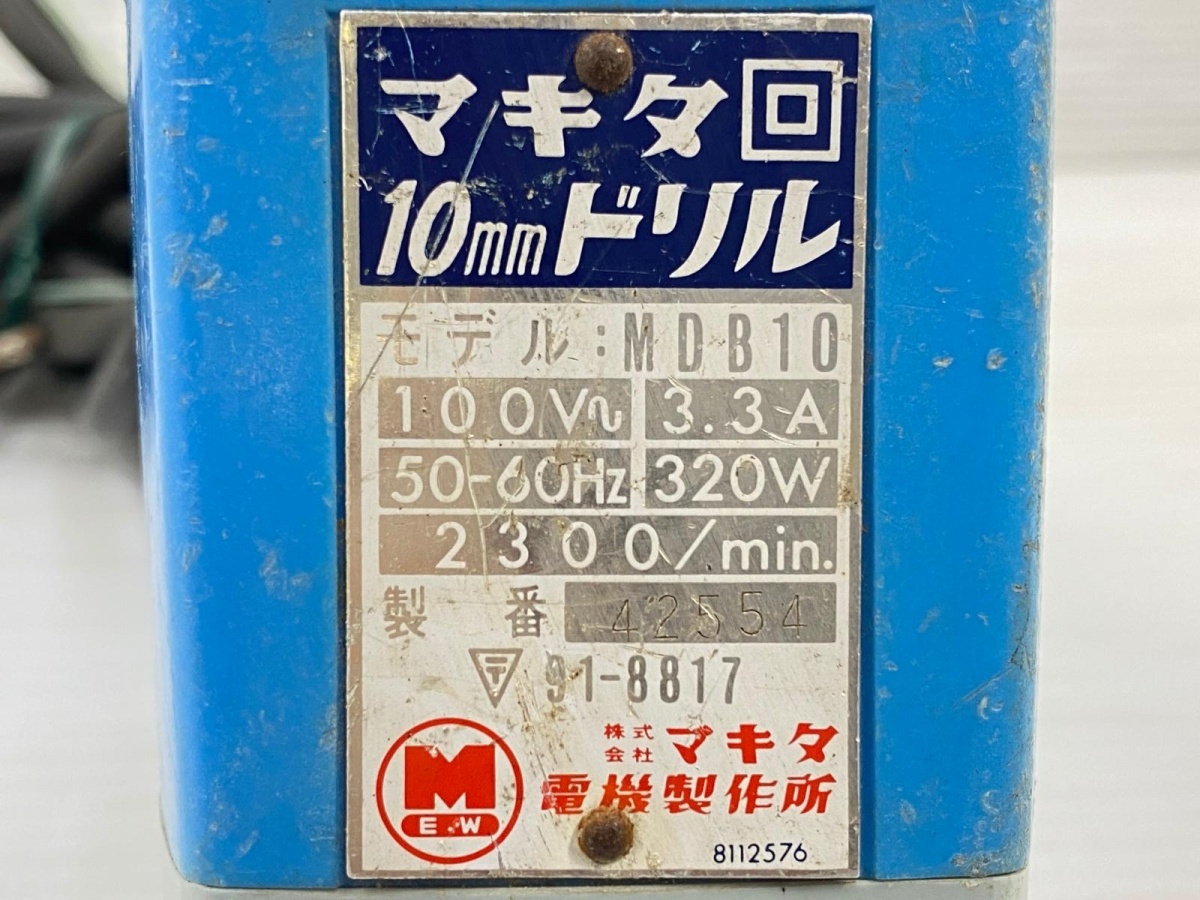 マキタ
10mmドリル
モデル:MDB10
100V∿ 3.3A
50-60Hz 320W
2300/min.
製番 42554
〒 91-8817
株式会社 マキタ
電機製作所
M
E.W
8112576